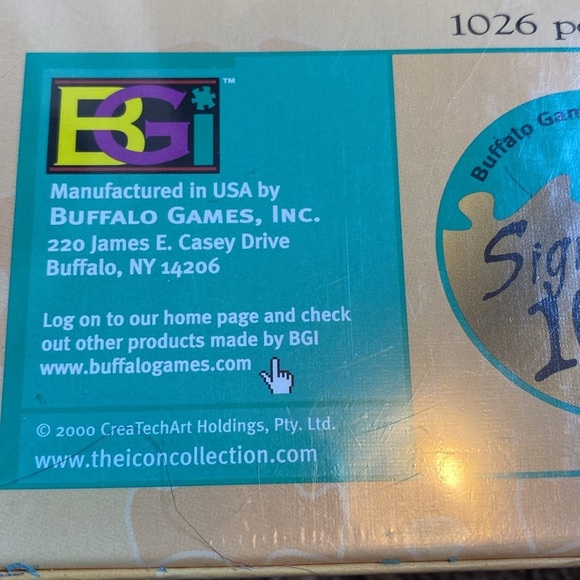 1026
BGi™
Manufactured in USA by
BUFFALO GAMES, INC.
220 James E. Casey Drive
Buffalo, NY 14206
Log on to our home page and check
out other products made by BGI
www.buffalogames.com
© 2000 CreaTechArt Holdings, Pty. Ltd.
www.theiconcollection.com
Buffalo